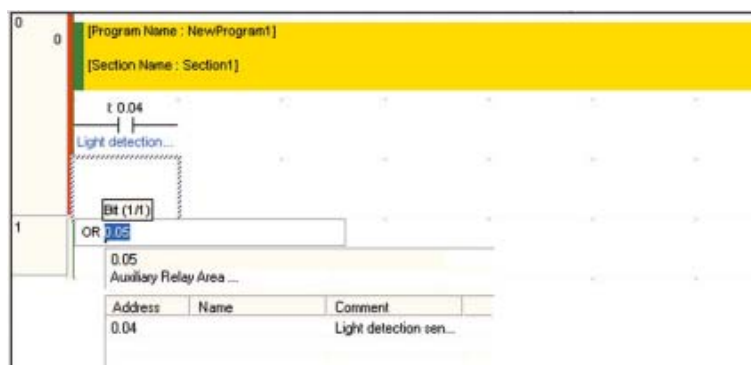 0
0
[Program Name : NewProgram1]
[Section Name : Section1]
I: 0.04
Light detection...
Bit (1/1)
1
OR 0.05
0.05
Auxiliary Relay Area ...
Address Name Comment
0.04 Light detection sen...